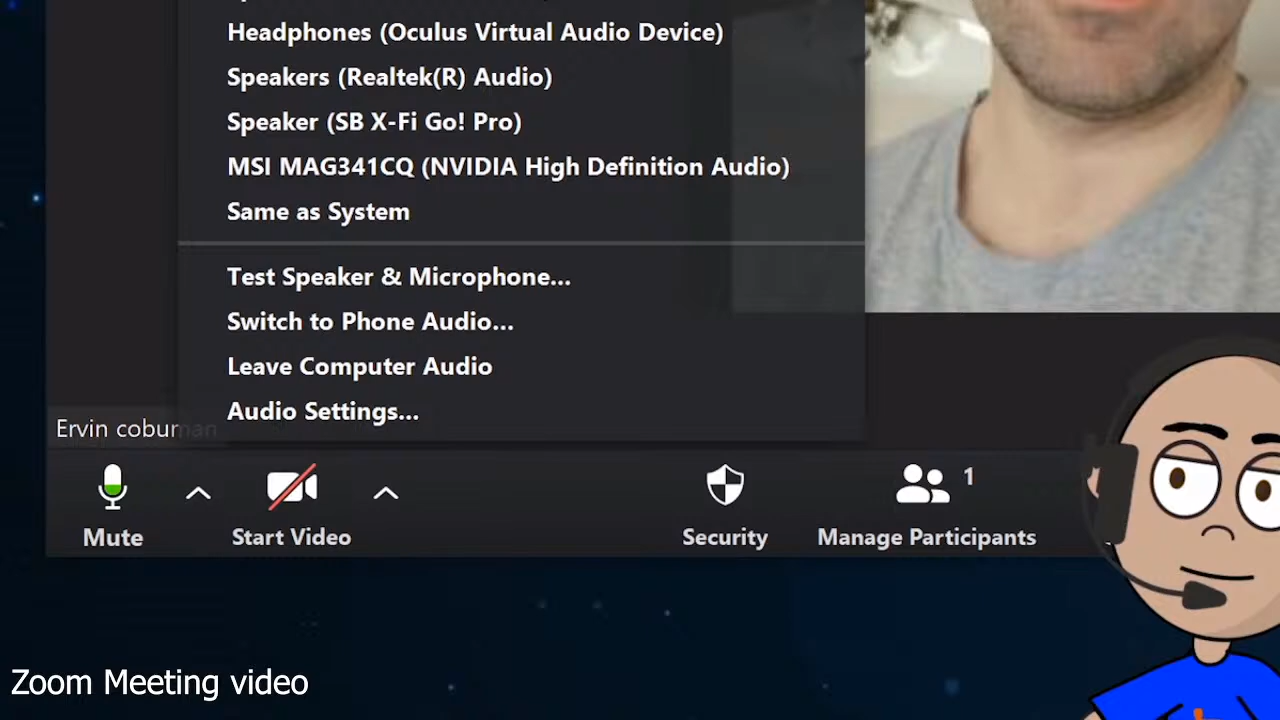 Headphones (Oculus Virtual Audio Device)
Speakers (Realtek(R) Audio)
Speaker (SB X-Fi Go! Pro)
MSI MAG341CQ (NVIDIA High Definition Audio)
Same as System
Test Speaker & Microphone...
Switch to Phone Audio...
Leave Computer Audio
Audio Settings...
Ervin coburnan
Mute
Start Video
Security
1
Manage Participants
Zoom Meeting video